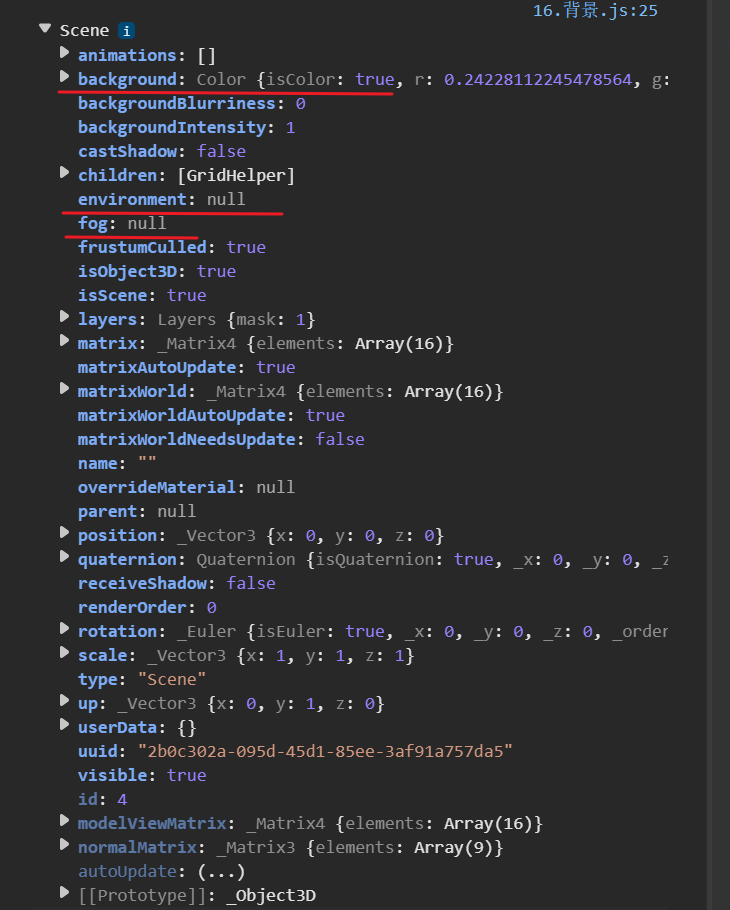 16.背景.js:25
Scene i
animations: []
background: Color {isColor: true, r: 0.24228112245478564, g:
backgroundBlurriness: 0
backgroundIntensity: 1
castShadow: false
children: [GridHelper]
environment: null
fog: null
frustumCulled: true
isObject3D: true
isScene: true
layers: Layers {mask: 1}
matrix: _Matrix4 {elements: Array(16)}
matrixAutoUpdate: true
matrixWorld: _Matrix4 {elements: Array(16)}
matrixWorldAutoUpdate: true
matrixWorldNeedsUpdate: false
name: ""
overrideMaterial: null
parent: null
position: _Vector3 {x: 0, y: 0, z: 0}
quaternion: Quaternion {isQuaternion: true, _x: 0, _y: 0, _z
receiveShadow: false
renderOrder: 0
rotation: _Euler {isEuler: true, _x: 0, _y: 0, _z: 0, _order
scale: _Vector3 {x: 1, y: 1, z: 1}
type: "Scene"
up: _Vector3 {x: 0, y: 1, z: 0}
userData: {}
uuid: "2b0c302a-095d-45d1-85ee-3af91a757da5"
visible: true
id: 4
modelViewMatrix: _Matrix4 {elements: Array(16)}
normalMatrix: _Matrix3 {elements: Array(9)}
autoUpdate: (...)
[[Prototype]]: _Object3D